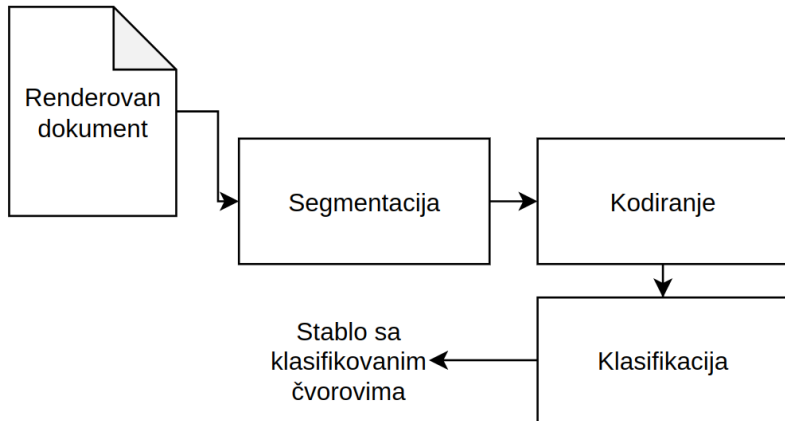 Renderovan
dokument
Segmentacija
Kodiranje
Klasifikacija
Stablo sa
klasifikovanim
čvorovima